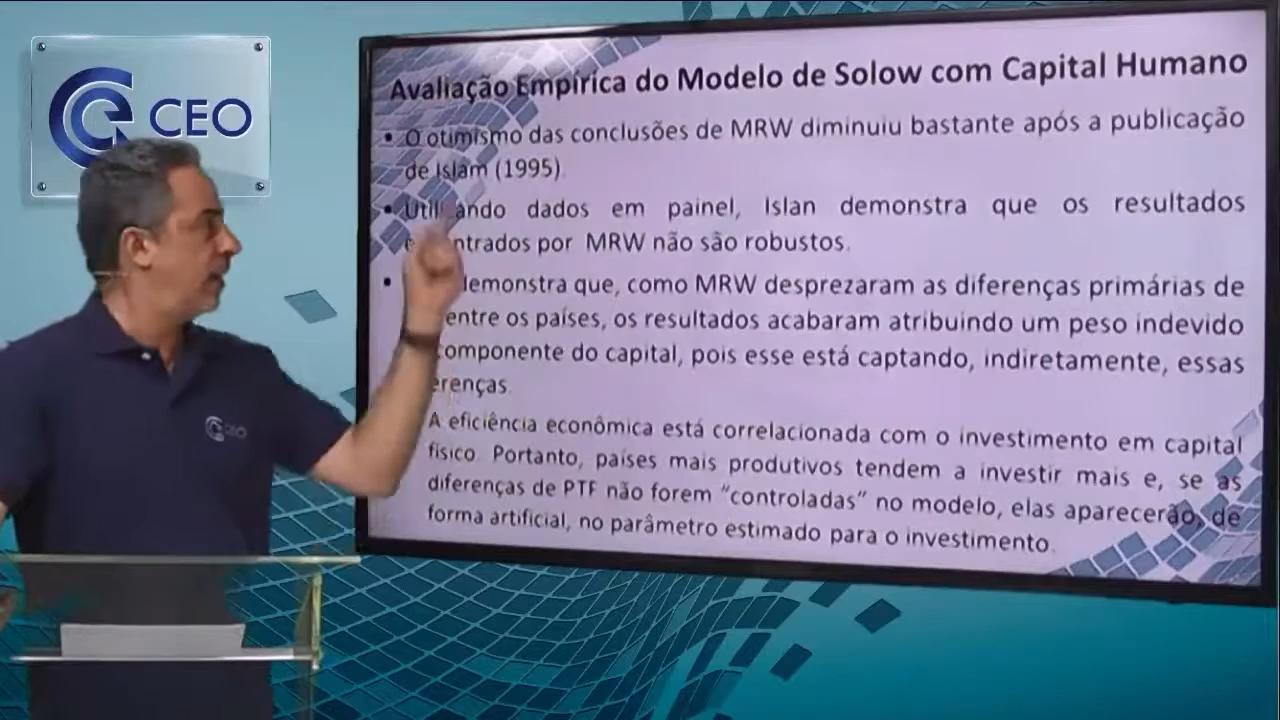 CEO
Avaliação Empírica do Modelo de Solow com Capital Humano
• O otimismo das conclusões de MRW diminuiu bastante após a publicação
de Islam (1995)
• ando dados em painel, Islan demonstra que os resultados
ntrados por MRW não são robustos.
• demonstra que, como MRW desprezaram as diferenças primárias de
entre os países, os resultados acabaram atribuindo um peso indevido
componente do capital, pois esse está captando, indiretamente, essas
erenças.
A eficiência econômica está correlacionada com o investimento em capital
físico. Portanto, países mais produtivos tendem a investir mais e, se as
diferenças de PTF não forem “controladas” no modelo, elas aparecerão, de
forma artificial, no parâmetro estimado para o investimento.
CEO